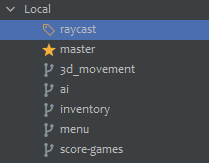 Local
raycast
master
3d_movement
ai
inventory
menu
score-games